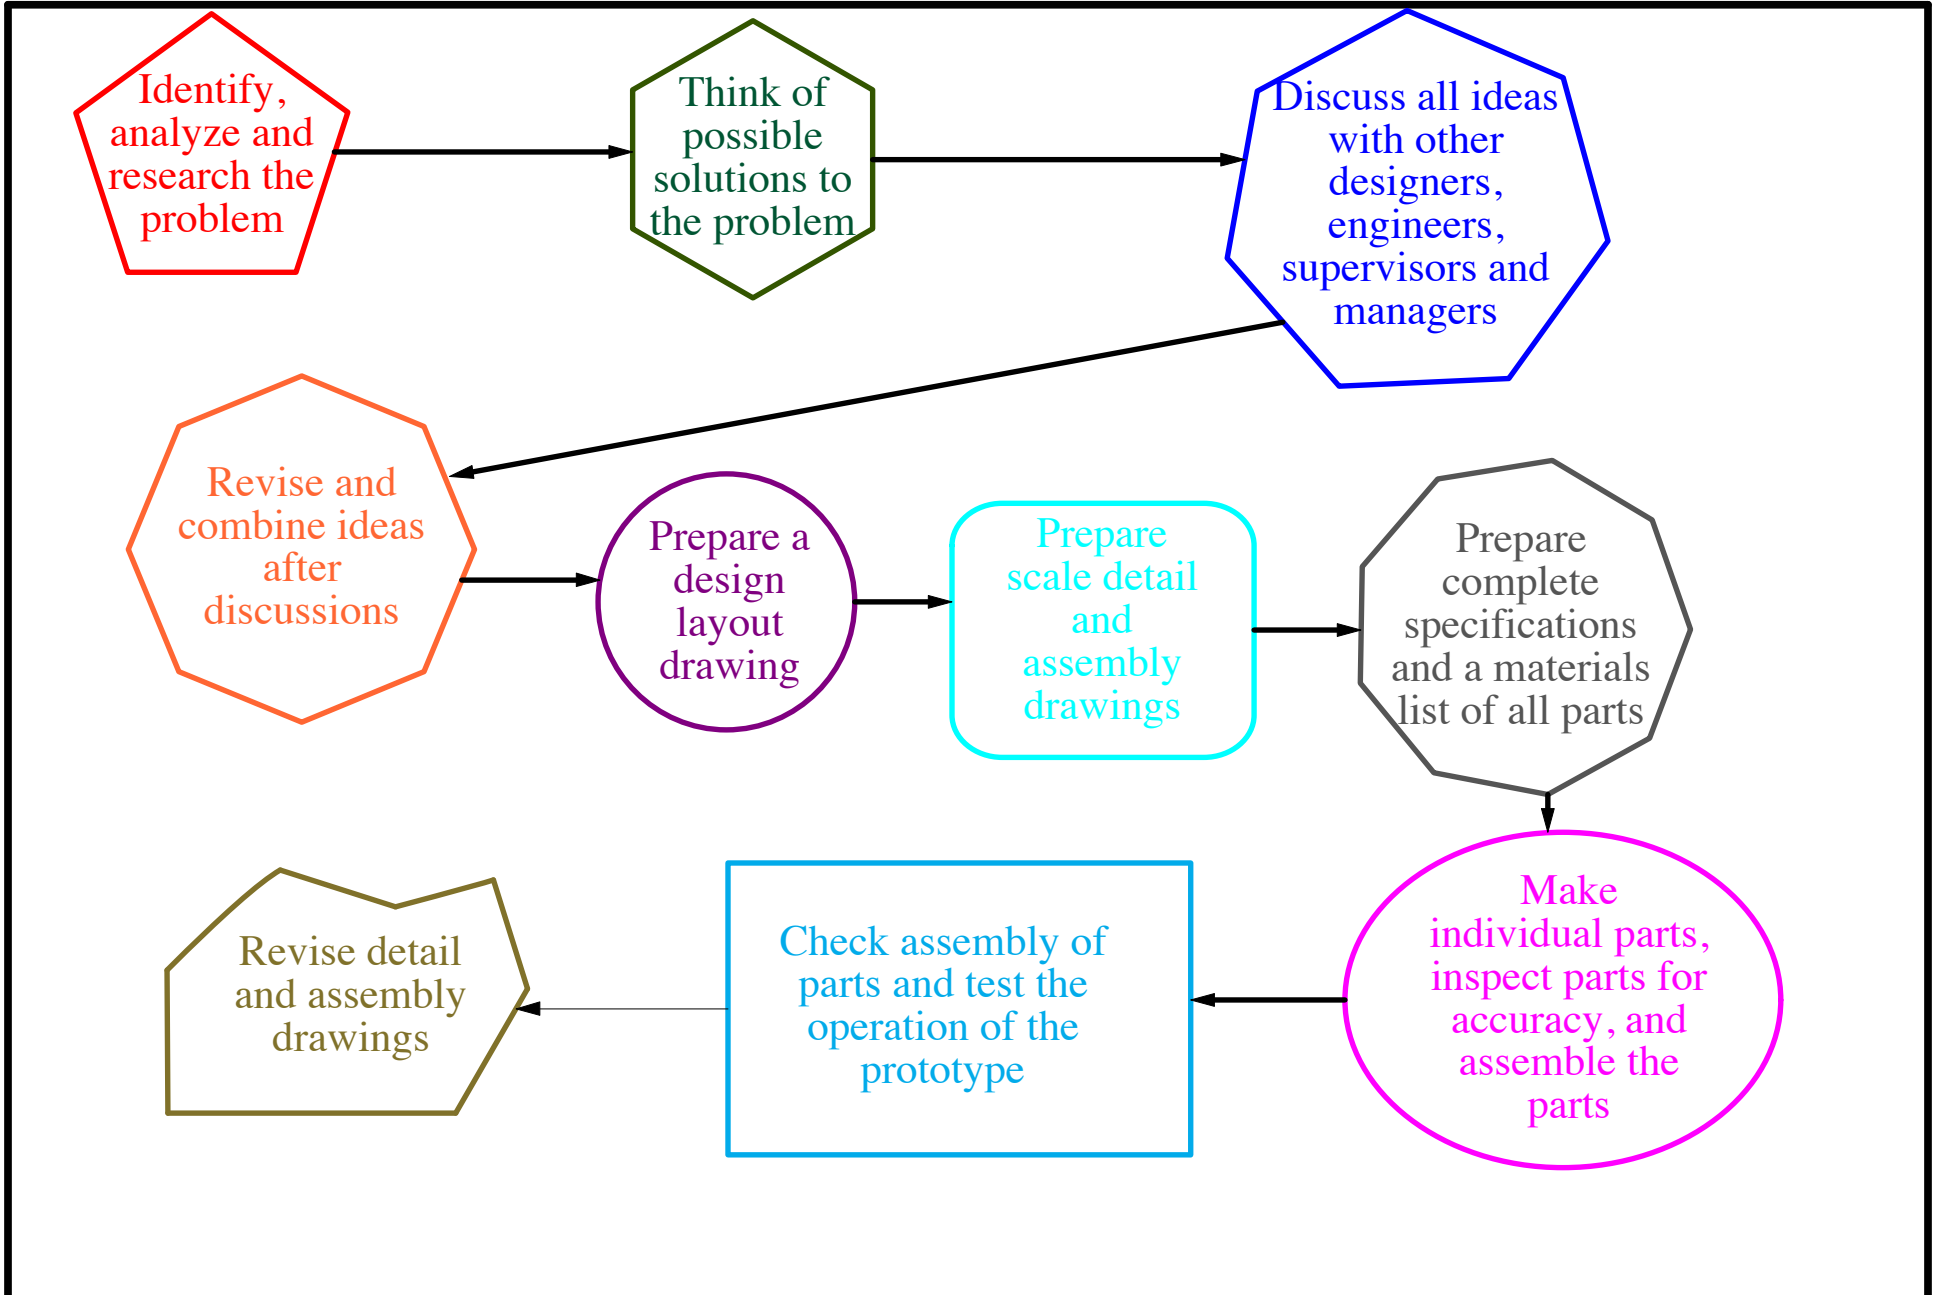 Identify,
analyze and
research the
problem
Think of
possible
solutions to
the problem
Discuss all ideas
with other
designers,
engineers,
supervisors and
managers
Revise and
combine ideas
after
discussions
Prepare a
design
layout
drawing
Prepare
scale detail
and
assembly
drawings
Prepare
complete
specifications
and a materials
list of all parts
Make
individual parts,
inspect parts for
accuracy, and
assemble the
parts
Check assembly of
parts and test the
operation of the
prototype
Revise detail
and assembly
drawings